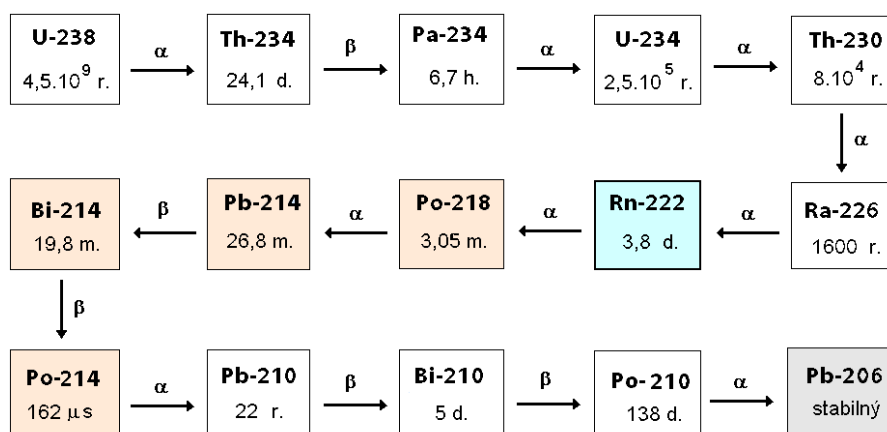 U-238
4,5.10⁹ r.
α
Th-234
24,1 d.
β
Pa-234
6,7 h.
α
U-234
2,5.10⁵ r.
α
Th-230
8.10⁴ r.
α
Bi-214
19,8 m.
β
Pb-214
26,8 m.
α
Po-218
3,05 m.
α
Rn-222
3,8 d.
α
Ra-226
1600 r.
β
Po-214
162 μs
α
Pb-210
22 r.
β
Bi-210
5 d.
β
Po-210
138 d.
α
Pb-206
stabilný